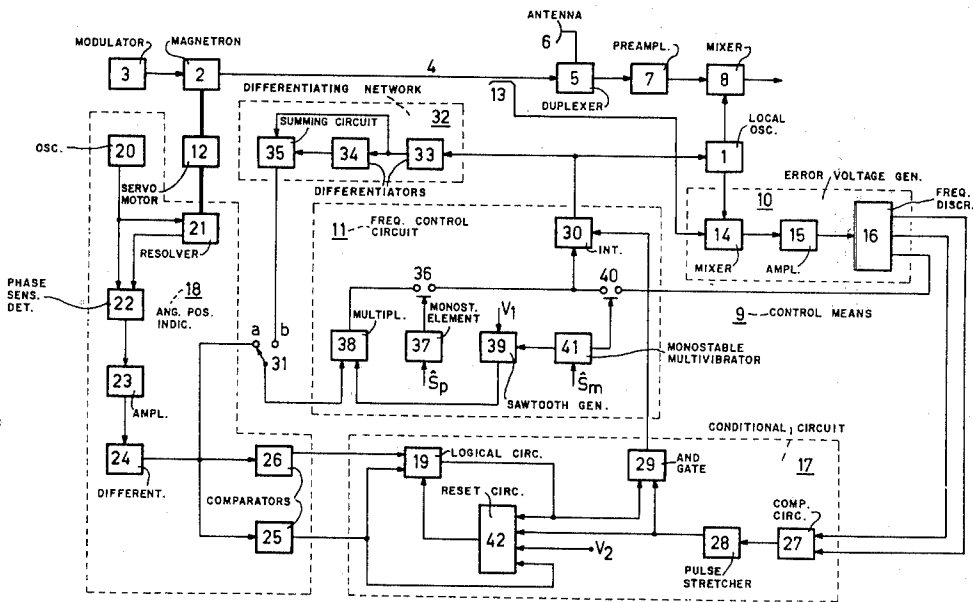 ANTENNA
6
MODULATOR
MAGNETRON
PREAMPL.
MIXER
3
2
4
5
7
8
DUPLEXER
13
DIFFERENTIATING NETWORK
32
LOCAL
OSC.
OSC.
20
12
SUMMING CIRCUIT
35
34
33
1
SERVO
MOTOR
DIFFERENTIATORS
ERROR
VOLTAGE GEN.
FREQ.
DISCR.
10
21
RESOLVER
11
FREQ. CONTROL
CIRCUIT
30
INT.
14
15
16
MIXER
AMPL.
PHASE
SENS.
DET.
22
18
ANG. POS.
INDIC.
36
40
a
b
31
MULTIPL.
MONOST.
ELEMENT
V1
9
CONTROL MEANS
38
37
39
41
MONOSTABLE
MULTIVIBRATOR
Ŝp
Ŝm
SAWTOOTH GEN.
23
AMPL.
CONDITIONAL CIRCUIT
24
26
19
LOGICAL CIRC.
29
AND
GATE
17
DIFFERENT.
COMPARATORS
RESET CIRC.
COMP.
CIRC.
25
42
V2
28
27
PULSE
STRETCHER